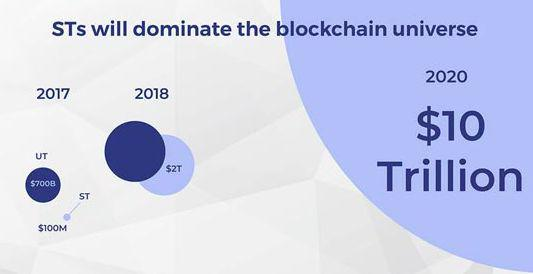 STs will dominate the blockchain universe
2017
2018
2020
$10
Trillion
UT
$700B
ST
$100M
$2T